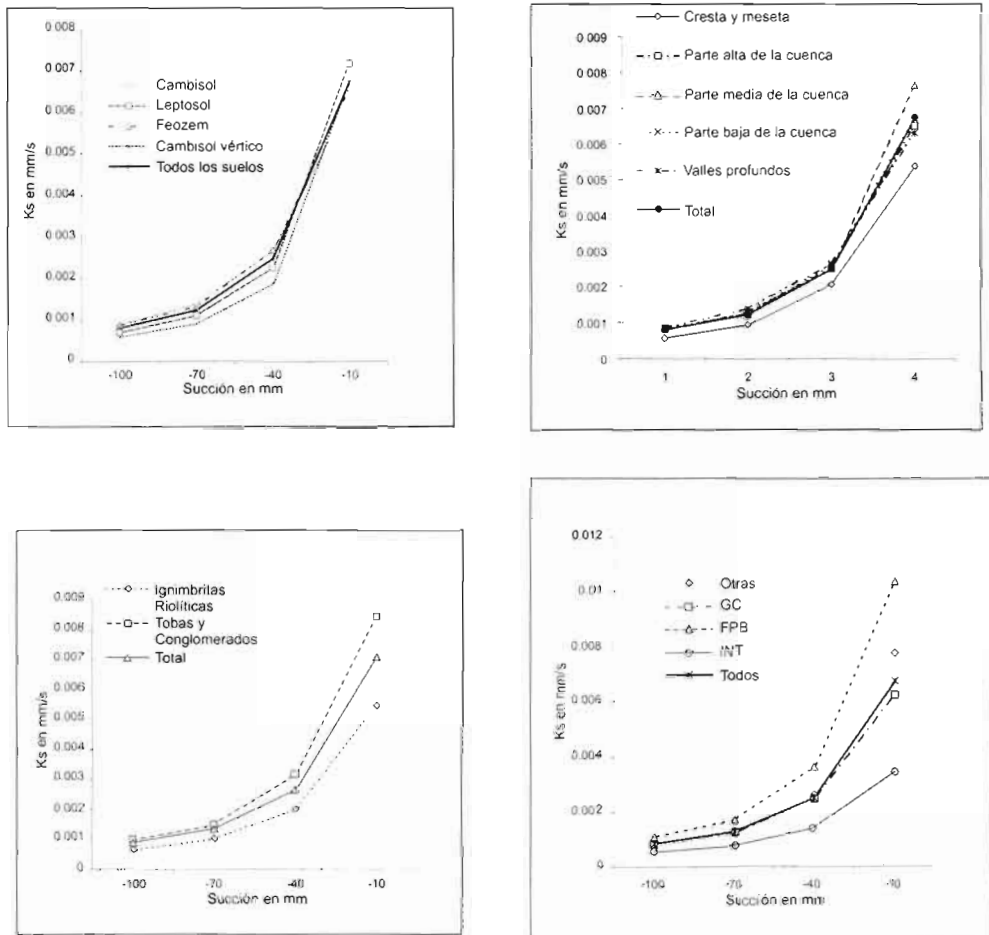 0.008
0.007
0.006
0.005
0.004
0.003
0.002
0.001
0
Ks en mm/s
Cambisol
Leptosol
Feozem
Cambisol vértico
Todos los suelos
-100
-70
-40
-10
Succión en mm
0.009
0.008
0.007
0.006
0.005
0.004
0.003
0.002
0.001
0
Ks en mm/s
Cresta y meseta
Parte alta de la cuenca
Parte media de la cuenca
Parte baja de la cuenca
Valles profundos
Total
1
2
3
4
Succión en mm
0.009
0.008
0.007
0.006
0.005
0.004
0.003
0.002
0.001
0
Ks en mm/s
Ignimbritas
Riolíticas
Tobas y
Conglomerados
Total
-100
-70
-40
-10
Succión en mm
0.012
0.01
0.008
0.006
0.004
0.002
0
Ks en mm/s
Otras
GC
FPB
INT
Todos
-100
-70
-40
Succión en mm